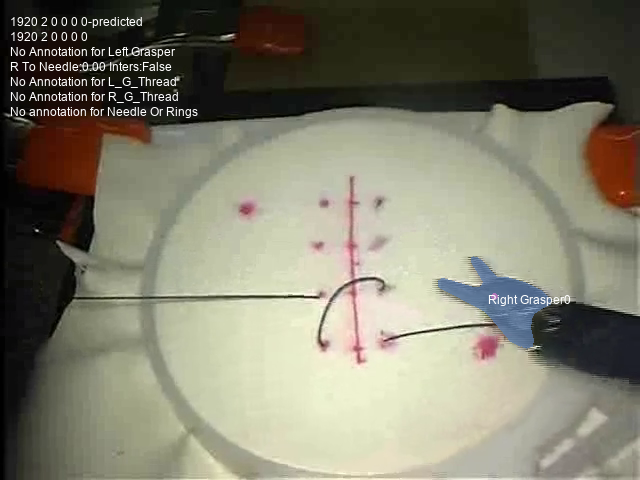 1920 2 0 0 0 0-predicted
1920 2 0 0 0 0
No Annotation for Left Grasper
R To Needle:0.00 Inters:False
No Annotation for L_G_Thread
No Annotation for R_G_Thread
No annotation for Needle Or Rings
Right Grasper0